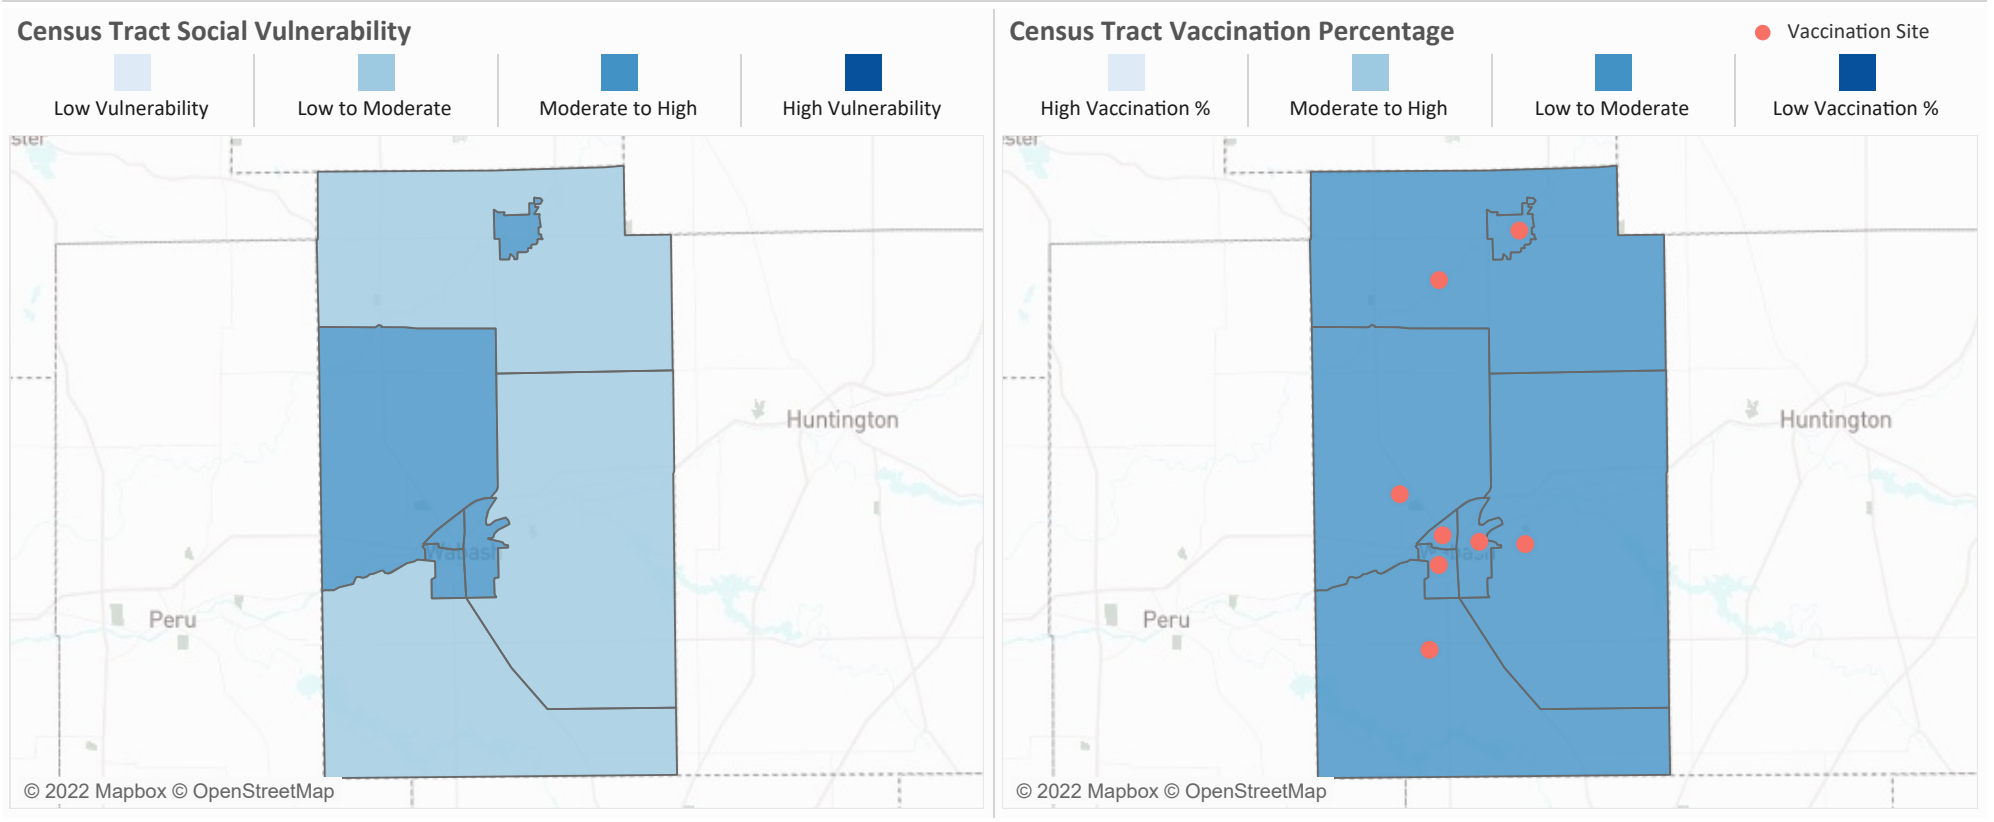 Census Tract Social Vulnerability
Low Vulnerability
Low to Moderate
Moderate to High
High Vulnerability
Huntington
Wabash
Peru
© 2022 Mapbox © OpenStreetMap
Census Tract Vaccination Percentage
Vaccination Site
High Vaccination %
Moderate to High
Low to Moderate
Low Vaccination %
Huntington
Wabash
Peru
© 2022 Mapbox © OpenStreetMap